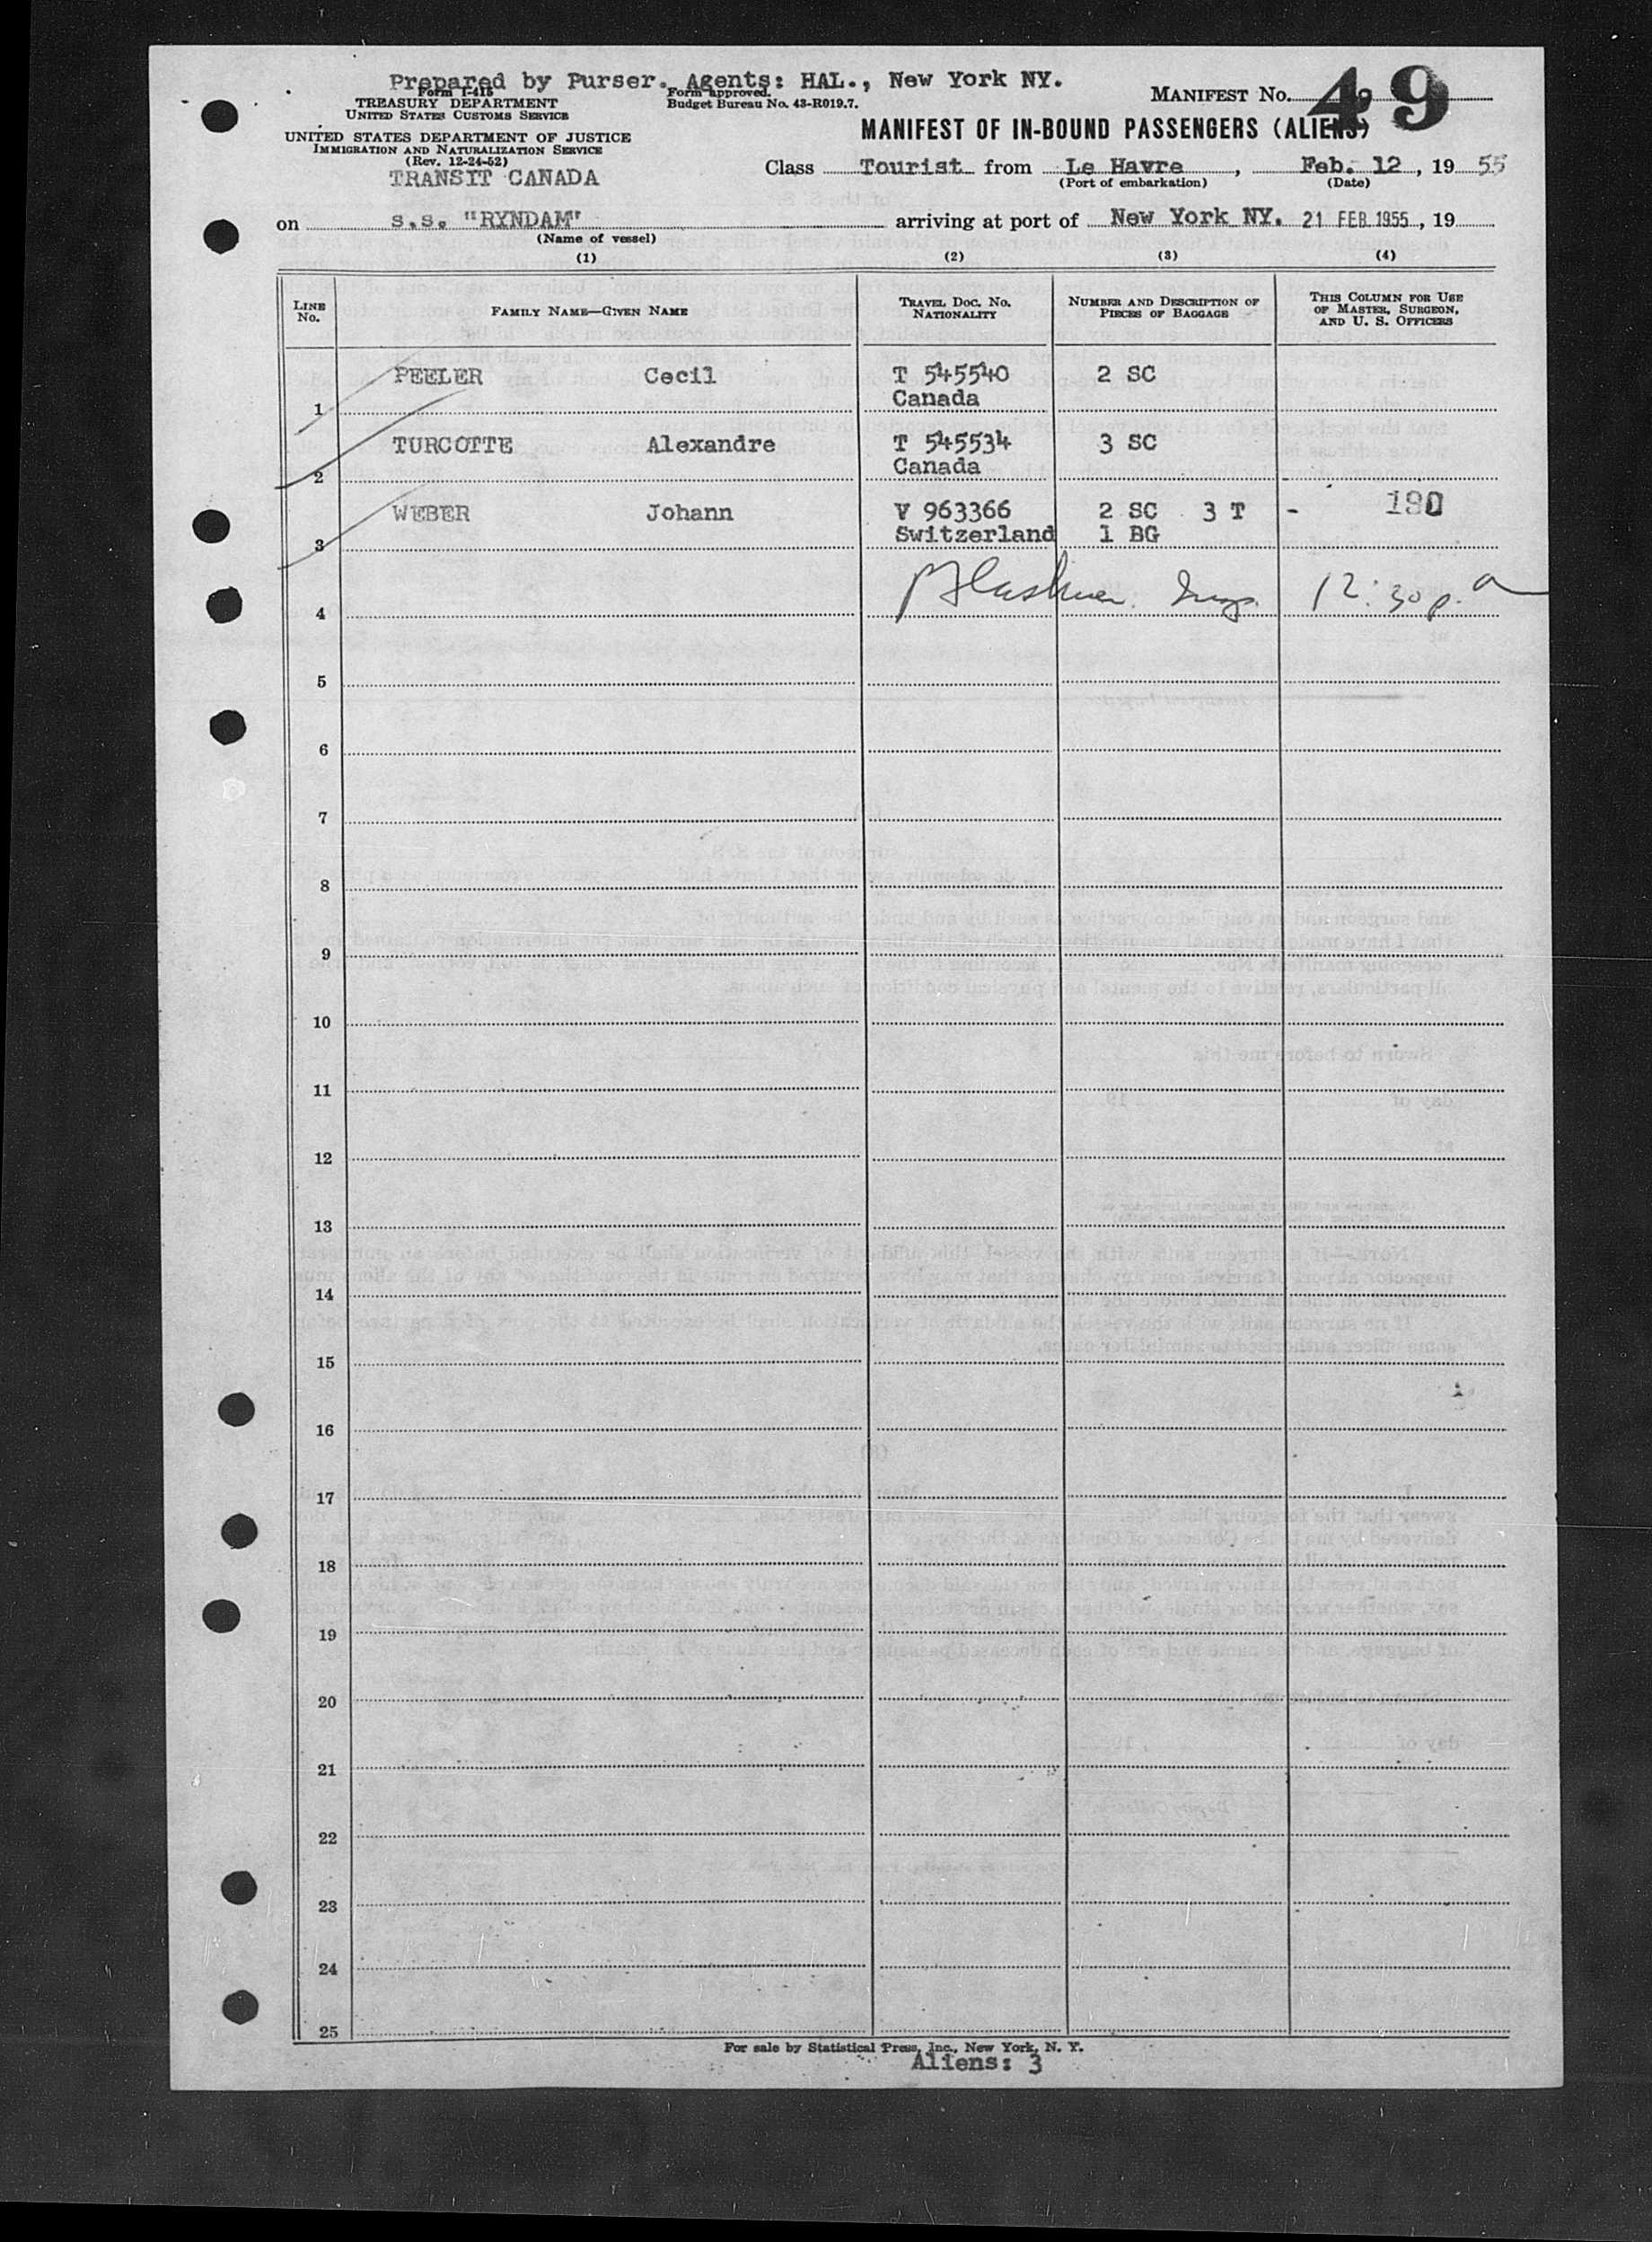 Prepared by Purser. Agents: HAL., New York NY.
Form I-415
TREASURY DEPARTMENT
UNITED STATES CUSTOMS SERVICE
Form approved.
Budget Bureau No. 43-R019.7.
MANIFEST No. 49
UNITED STATES DEPARTMENT OF JUSTICE
IMMIGRATION AND NATURALIZATION SERVICE
(Rev. 12-24-52)
MANIFEST OF IN-BOUND PASSENGERS (ALIENS)
TRANSIT CANADA
Class Tourist from Le Havre, Feb. 12, 19 55
(Port of embarkation) (Date)
on s.s. "RYNDAM" arriving at port of New York NY. 21 FEB 1955, 19
(Name of vessel)
(1) (2) (3) (4)
LINE No. FAMILY NAME—GIVEN NAME TRAVEL DOC. NO. NATIONALITY NUMBER AND DESCRIPTION OF PIECES OF BAGGAGE THIS COLUMN FOR USE OF MASTER, SURGEON, AND U. S. OFFICERS
PEELER Cecil T 545540 2 SC
1 Canada
TURCOTTE Alexandre T 545534 3 SC
2 Canada
WEBER Johann V 963366 2 SC 3 T - 190
3 Switzerland 1 BG
12:30 p.
4
5
6
7
8
9
10
11
12
13
14
15
16
17
18
19
20
21
22
23
24
25
For sale by Statistical Press, Inc., New York, N. Y.
Aliens: 3